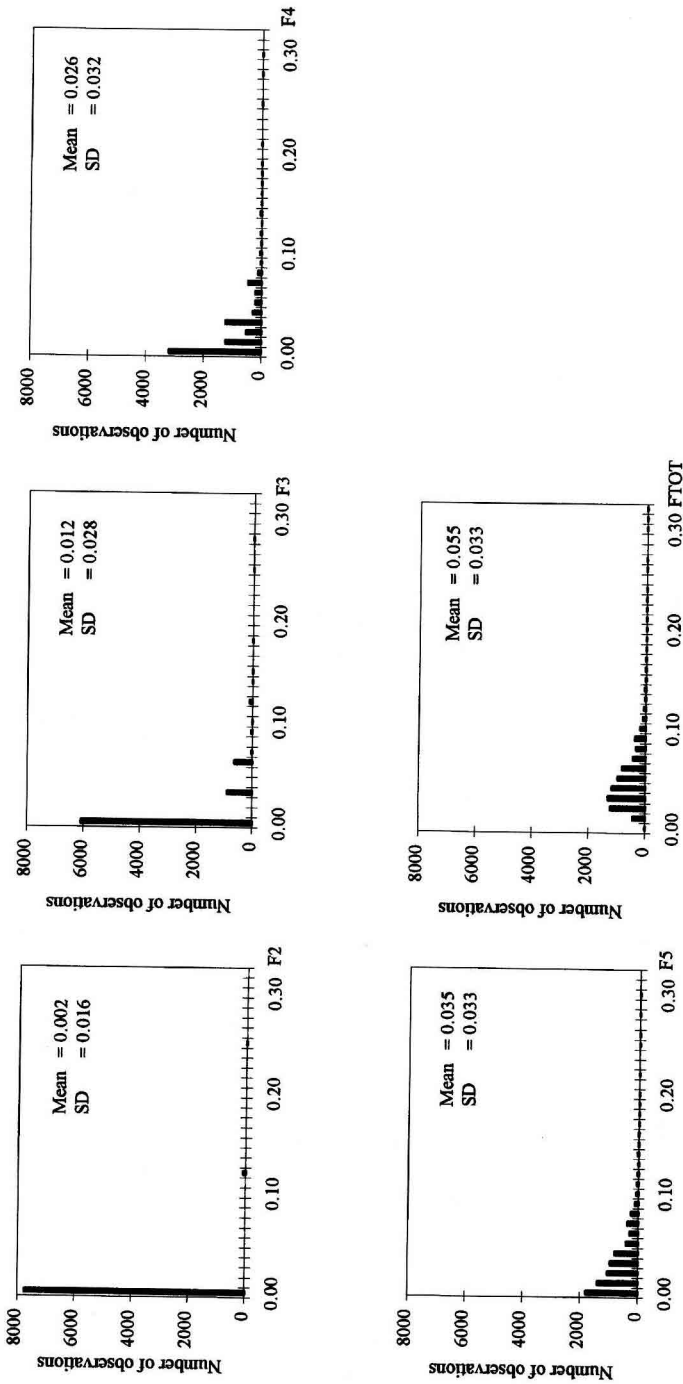 8000
6000
4000
2000
0
Number of observations
Mean = 0.002
SD = 0.016
0.00
0.10
0.20
0.30
F2
8000
6000
4000
2000
0
Number of observations
Mean = 0.012
SD = 0.028
0.00
0.10
0.20
0.30
F3
8000
6000
4000
2000
0
Number of observations
Mean = 0.026
SD = 0.032
0.00
0.10
0.20
0.30
F4
8000
6000
4000
2000
0
Number of observations
Mean = 0.035
SD = 0.033
0.00
0.10
0.20
0.30
F5
8000
6000
4000
2000
0
Number of observations
Mean = 0.055
SD = 0.033
0.00
0.10
0.20
0.30
FTOT